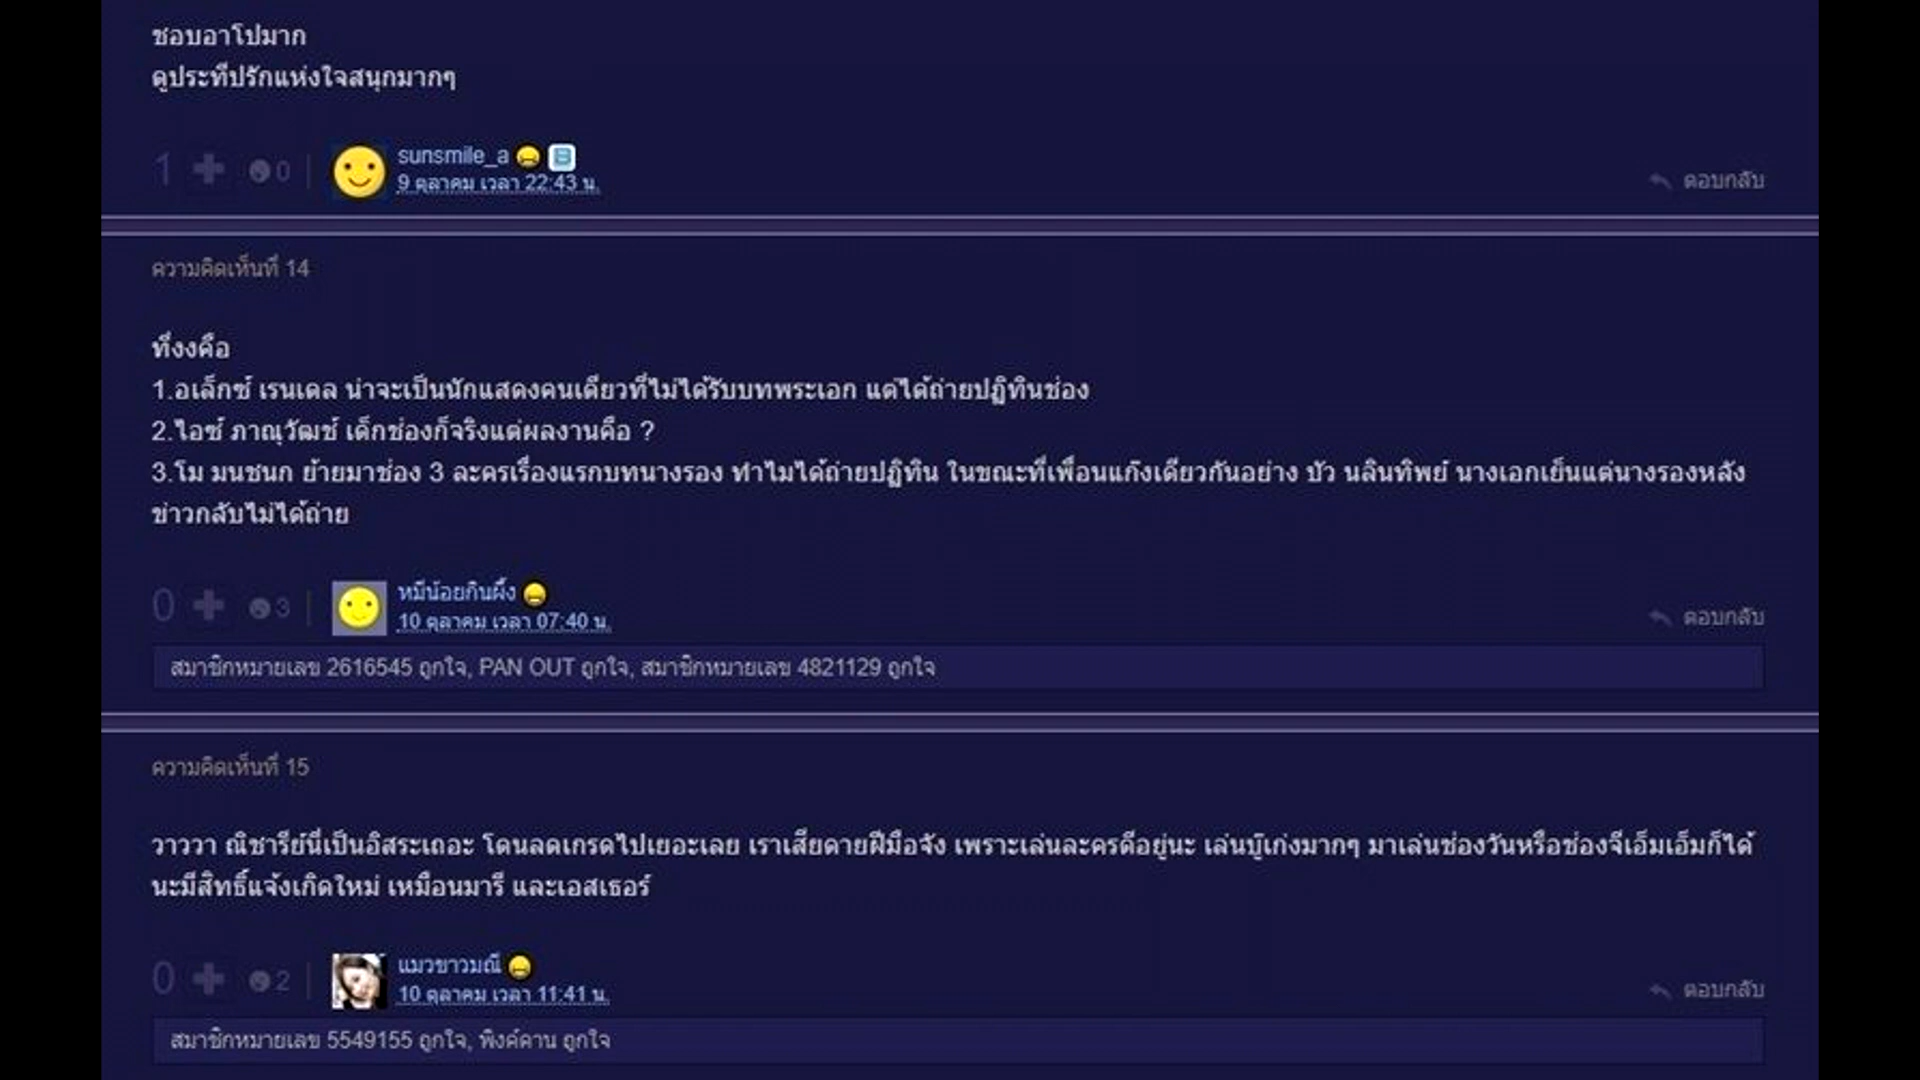 ชอบอาโปมาก
ดูประทีปรักแห่งใจสนุกมากๆ
1 0 sunsmile_a
9 ตุลาคม เวลา 22:43 น.
ตอบกลับ
ความคิดเห็นที่ 14
ที่งงคือ
1.อเล็กซ์ เรนเดล น่าจะเป็นนักแสดงคนเดียวที่ไม่ได้รับบทพระเอก แต่ได้ถ่ายปฏิทินช่อง
2.ไอซ์ ภาณุวัฒช์ เด็กช่องก็จริงแต่ผลงานคือ ?
3.โม มนชนก ย้ายมาช่อง 3 ละครเรื่องแรกบทนางรอง ทำไมได้ถ่ายปฏิทิน ในขณะที่เพื่อนแก๊งเดียวกันอย่าง บัว นลินทิพย์ นางเอกเย็นแต่นางรองหลัง
ข่าวกลับไม่ได้ถ่าย
0 3 หมีน้อยกินผึ้ง
10 ตุลาคม เวลา 07:40 น.
ตอบกลับ
สมาชิกหมายเลข 2616545 ถูกใจ, PAN OUT ถูกใจ, สมาชิกหมายเลข 4821129 ถูกใจ
ความคิดเห็นที่ 15
วาววา ณิชารีย์นี่เป็นอิสระเถอะ โดนลดเกรดไปเยอะเลย เราเสียดายฝีมือจัง เพราะเล่นละครดีอยู่นะ เล่นบู๊เก่งมากๆ มาเล่นช่องวันหรือช่องจีเอ็มเอ็มก็ได้
นะมีสิทธิ์แจ้งเกิดใหม่ เหมือนมารี และเอสเธอร์
0 2 แมวขาวมณี
10 ตุลาคม เวลา 11:41 น.
ตอบกลับ
สมาชิกหมายเลข 5549155 ถูกใจ, พิงค์คาน ถูกใจ